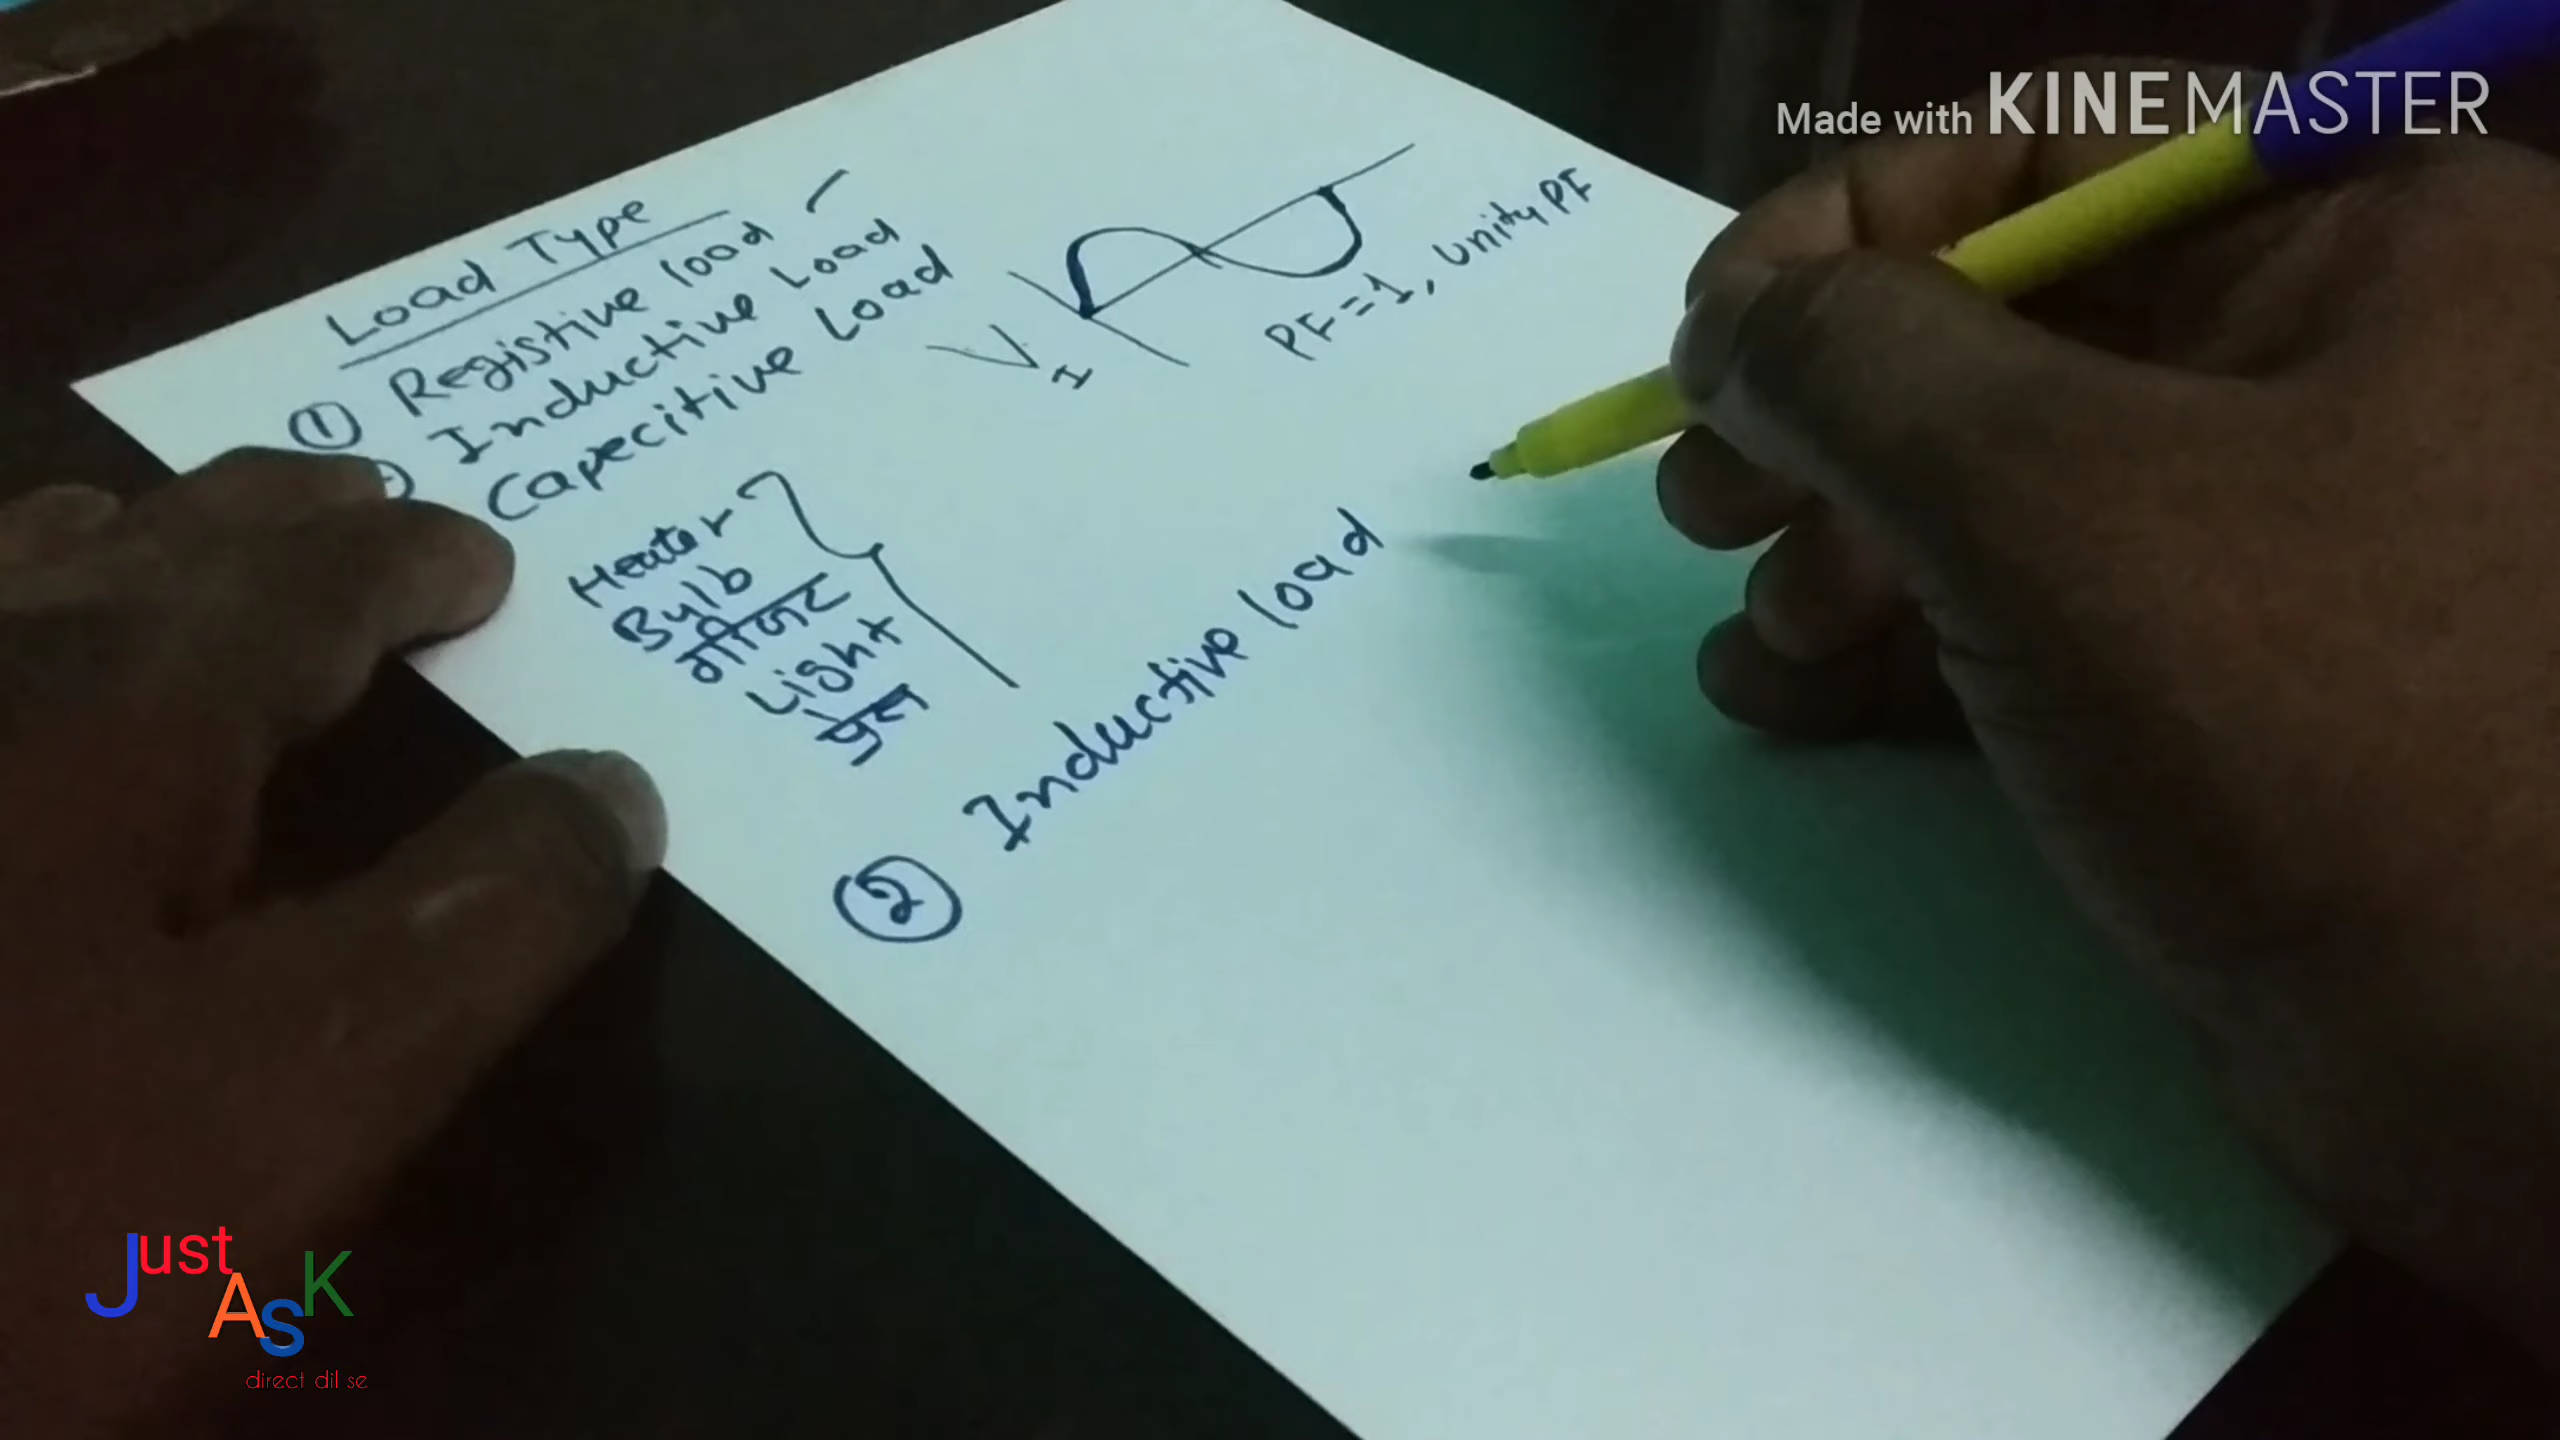 Made with KINEMASTER
Load Type
① Registive load
Inductive Load
Capecitive Load
V
I
PF=1, unity PF
Heater
Bulb
गीजर
Light
प्रेस
② Inductive load
Just
Ask
direct dil se